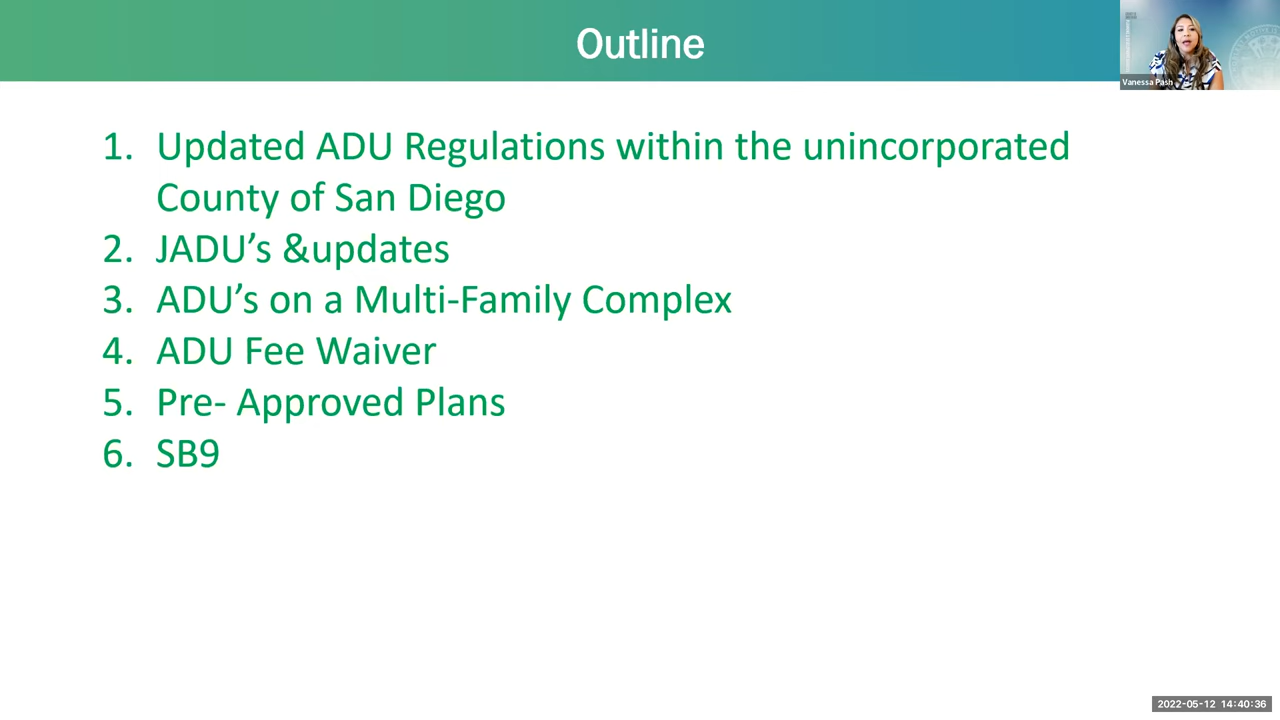 Outline
Vanessa Pash
1. Updated ADU Regulations within the unincorporated
County of San Diego
2. JADU’s &updates
3. ADU’s on a Multi-Family Complex
4. ADU Fee Waiver
5. Pre- Approved Plans
6. SB9
2022-05-12 14:40:36